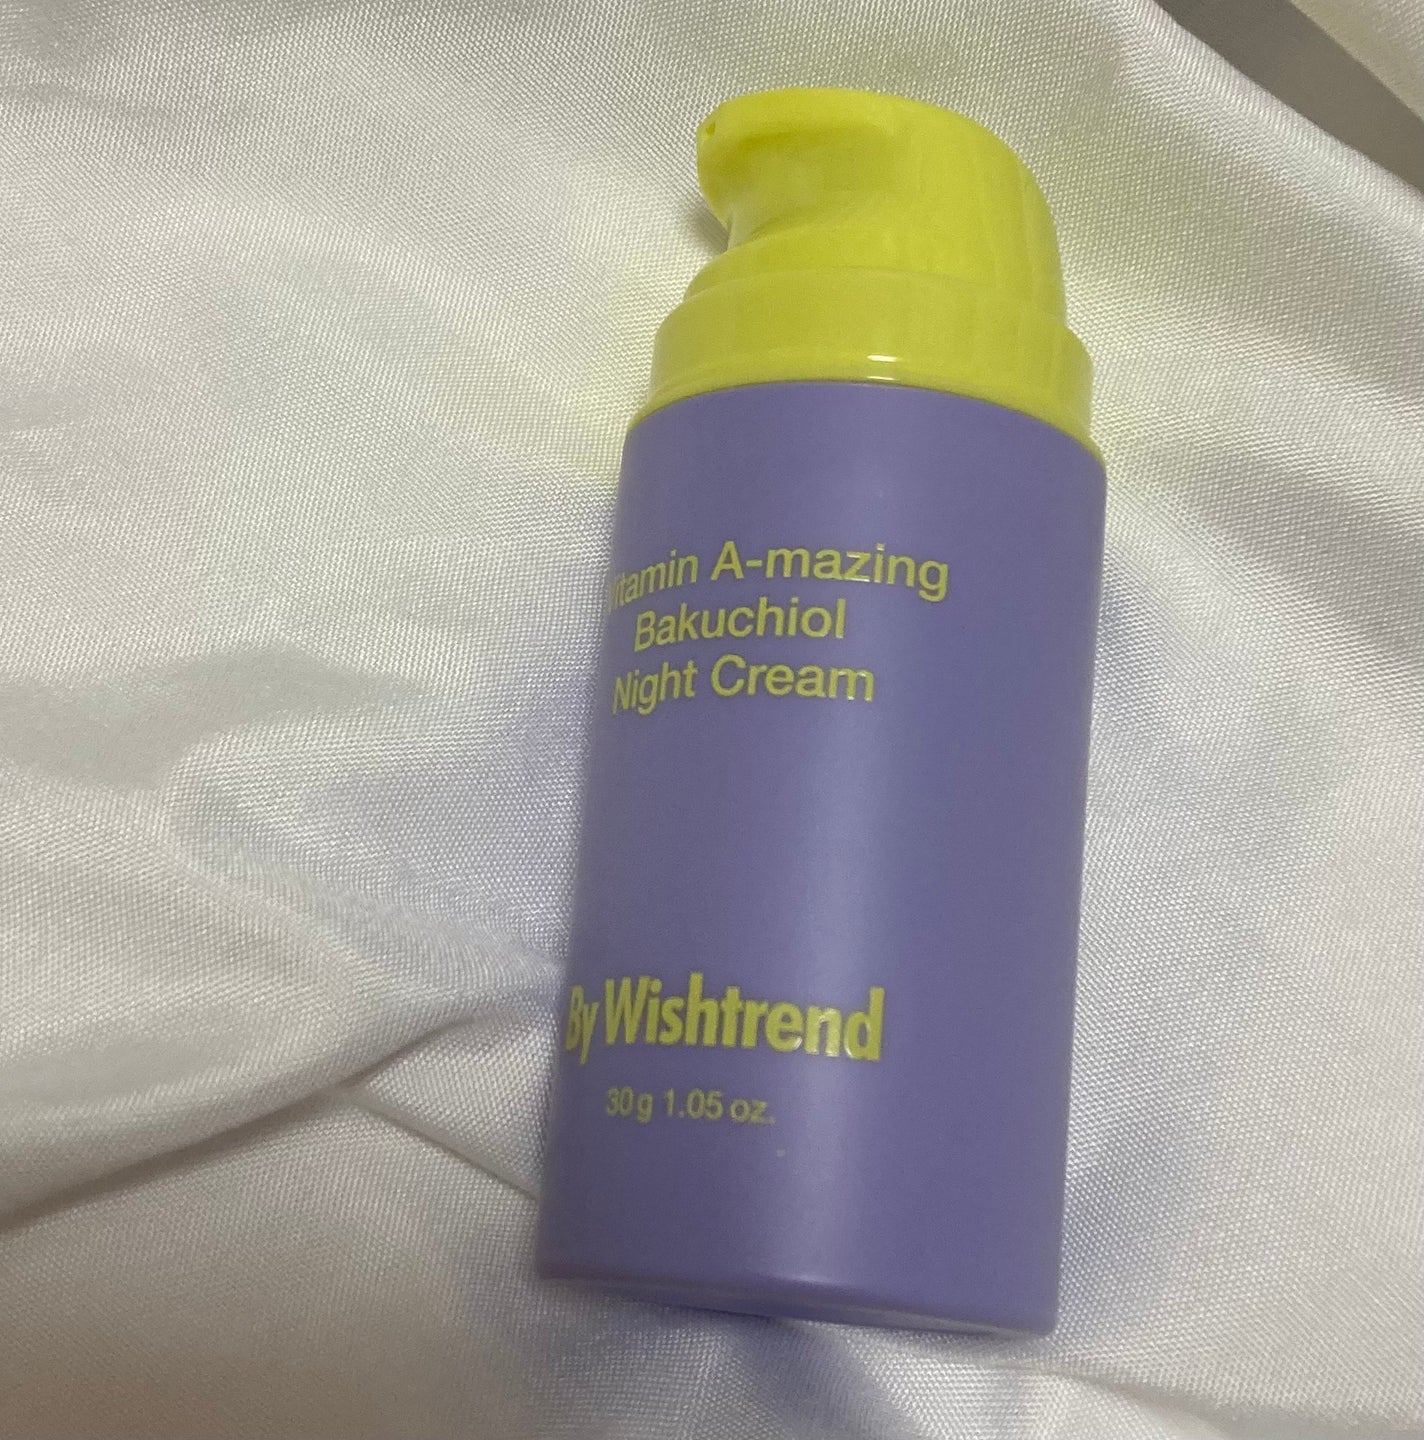 Vitamin A-mazing
Bakuchiol
Night Cream
By Wishtrend
30g 1.05 oz.